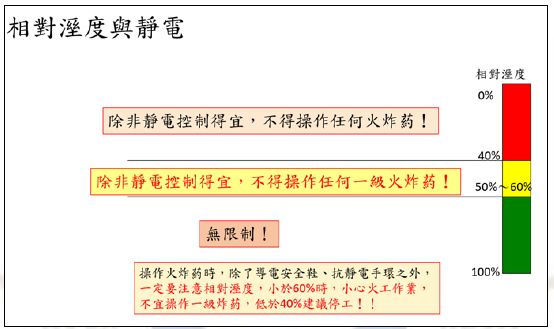 相對溼度與靜電
相對溼度
0%
除非靜電控制得宜，不得操作任何火炸葯！
40%
除非靜電控制得宜，不得操作任何一級火炸葯！
50%～60%
無限制！
操作火炸葯時，除了導電安全鞋、抗靜電手環之外，
一定要注意相對溼度，小於60%時，小心火工作業，
不宜操作一級炸葯，低於40%建議停工！！
100%